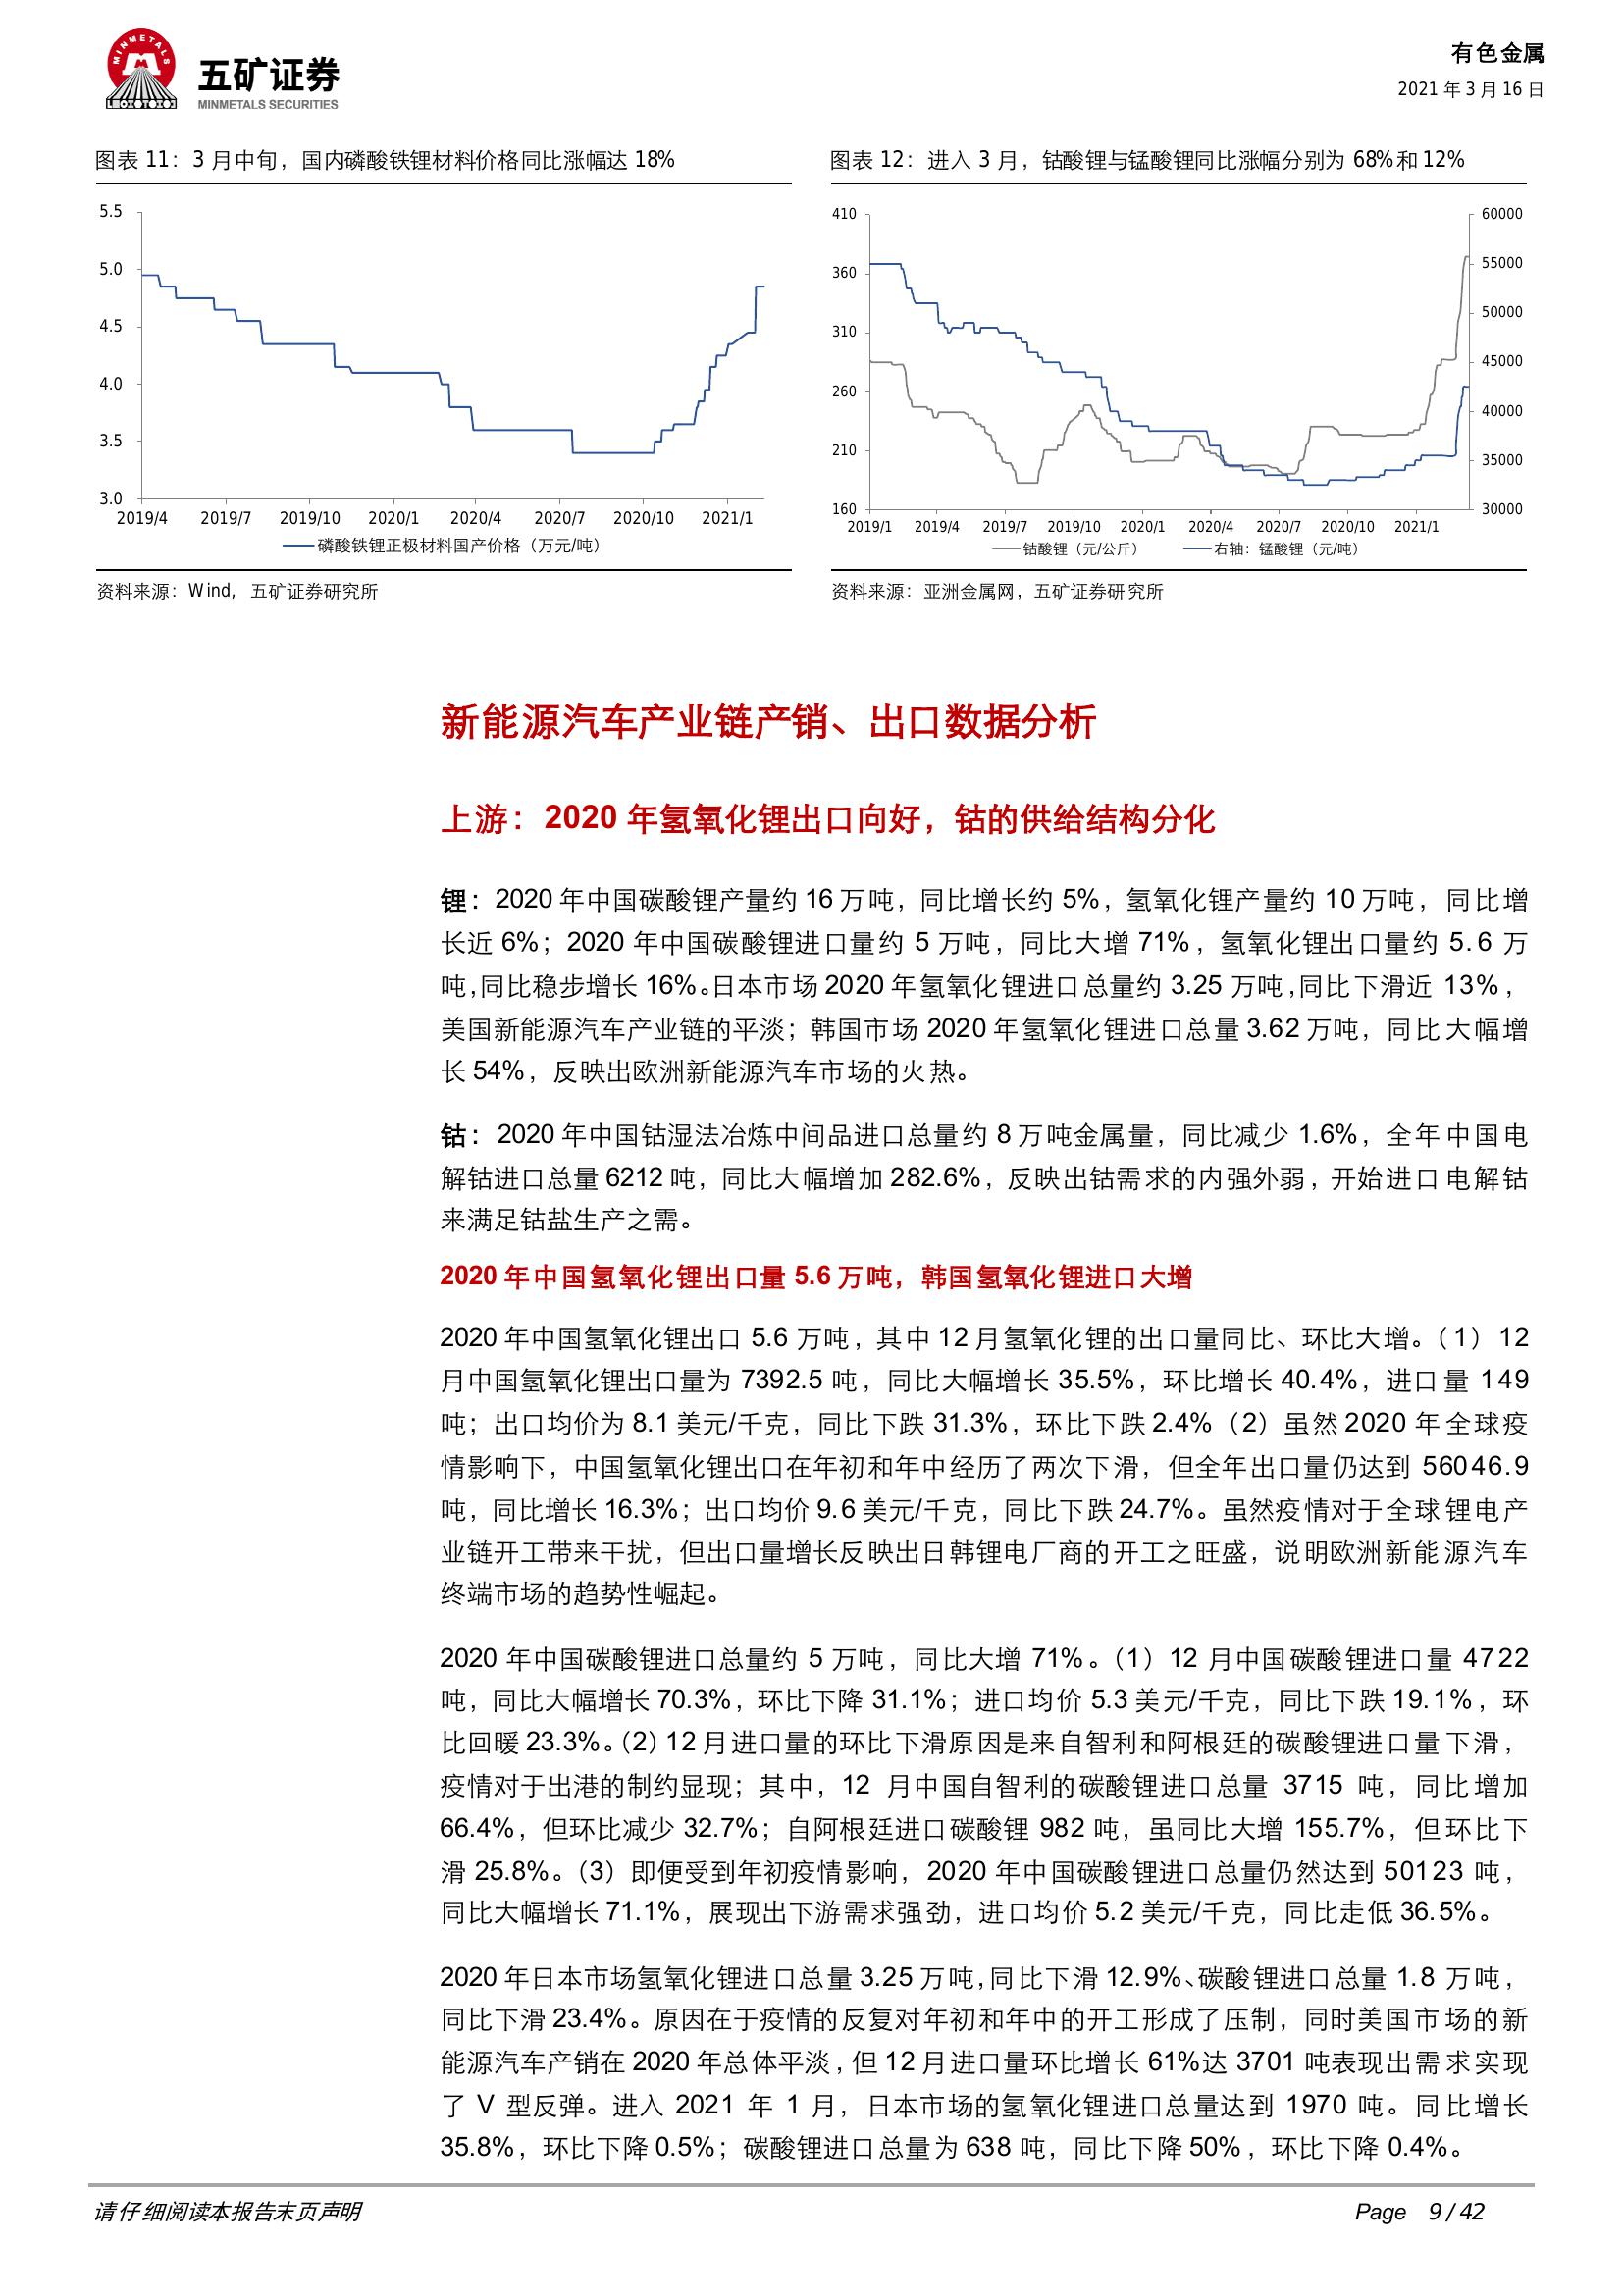 MINMETALS
五矿证券
MINMETALS SECURITIES
有色金属
2021 年 3 月 16 日
图表 11：3 月中旬，国内磷酸铁锂材料价格同比涨幅达 18%
5.5
5.0
4.5
4.0
3.5
3.0
2019/4 2019/7 2019/10 2020/1 2020/4 2020/7 2020/10 2021/1
磷酸铁锂正极材料国产价格（万元/吨）
资料来源：Wind，五矿证券研究所
图表 12：进入 3 月，钴酸锂与锰酸锂同比涨幅分别为 68%和 12%
410
360
310
260
210
160
60000
55000
50000
45000
40000
35000
30000
2019/1 2019/4 2019/7 2019/10 2020/1 2020/4 2020/7 2020/10 2021/1
钴酸锂（元/公斤） 右轴：锰酸锂（元/吨）
资料来源：亚洲金属网，五矿证券研究所
新能源汽车产业链产销、出口数据分析
上游：2020 年氢氧化锂出口向好，钴的供给结构分化
锂：2020 年中国碳酸锂产量约 16 万吨，同比增长约 5%，氢氧化锂产量约 10 万吨，同比增
长近 6%；2020 年中国碳酸锂进口量约 5 万吨，同比大增 71%，氢氧化锂出口量约 5.6 万
吨，同比稳步增长 16%。日本市场 2020 年氢氧化锂进口总量约 3.25 万吨，同比下滑近 13%，
美国新能源汽车产业链的平淡；韩国市场 2020 年氢氧化锂进口总量 3.62 万吨，同比大幅增
长 54%，反映出欧洲新能源汽车市场的火热。
钴：2020 年中国钴湿法冶炼中间品进口总量约 8 万吨金属量，同比减少 1.6%，全年中国电
解钴进口总量 6212 吨，同比大幅增加 282.6%，反映出钴需求的内强外弱，开始进口电解钴
来满足钴盐生产之需。
2020 年中国氢氧化锂出口量 5.6 万吨，韩国氢氧化锂进口大增
2020 年中国氢氧化锂出口 5.6 万吨，其中 12 月氢氧化锂的出口量同比、环比大增。（1）12
月中国氢氧化锂出口量为 7392.5 吨，同比大幅增长 35.5%，环比增长 40.4%，进口量 149
吨；出口均价为 8.1 美元/千克，同比下跌 31.3%，环比下跌 2.4%（2）虽然 2020 年全球疫
情影响下，中国氢氧化锂出口在年初和年中经历了两次下滑，但全年出口量仍达到 56046.9
吨，同比增长 16.3%；出口均价 9.6 美元/千克，同比下跌 24.7%。虽然疫情对于全球锂电产
业链开工带来干扰，但出口量增长反映出日韩锂电厂商的开工之旺盛，说明欧洲新能源汽车
终端市场的趋势性崛起。
2020 年中国碳酸锂进口总量约 5 万吨，同比大增 71%。（1）12 月中国碳酸锂进口量 4722
吨，同比大幅增长 70.3%，环比下降 31.1%；进口均价 5.3 美元/千克，同比下跌 19.1%，环
比回暖 23.3%。（2）12 月进口量的环比下滑原因是来自智利和阿根廷的碳酸锂进口量下滑，
疫情对于出港的制约显现；其中，12 月中国自智利的碳酸锂进口总量 3715 吨，同比增加
66.4%，但环比减少 32.7%；自阿根廷进口碳酸锂 982 吨，虽同比大增 155.7%，但环比下
滑 25.8%。（3）即便受到年初疫情影响，2020 年中国碳酸锂进口总量仍然达到 50123 吨，
同比大幅增长 71.1%，展现出下游需求强劲，进口均价 5.2 美元/千克，同比走低 36.5%。
2020 年日本市场氢氧化锂进口总量 3.25 万吨，同比下滑 12.9%、碳酸锂进口总量 1.8 万吨，
同比下滑 23.4%。原因在于疫情的反复对年初和年中的开工形成了压制，同时美国市场的新
能源汽车产销在 2020 年总体平淡，但 12 月进口量环比增长 61%达 3701 吨表现出需求实现
了 V 型反弹。进入 2021 年 1 月，日本市场的氢氧化锂进口总量达到 1970 吨。同比增长
35.8%，环比下降 0.5%；碳酸锂进口总量为 638 吨，同比下降 50%，环比下降 0.4%。
请仔细阅读本报告末页声明
Page 9 / 42